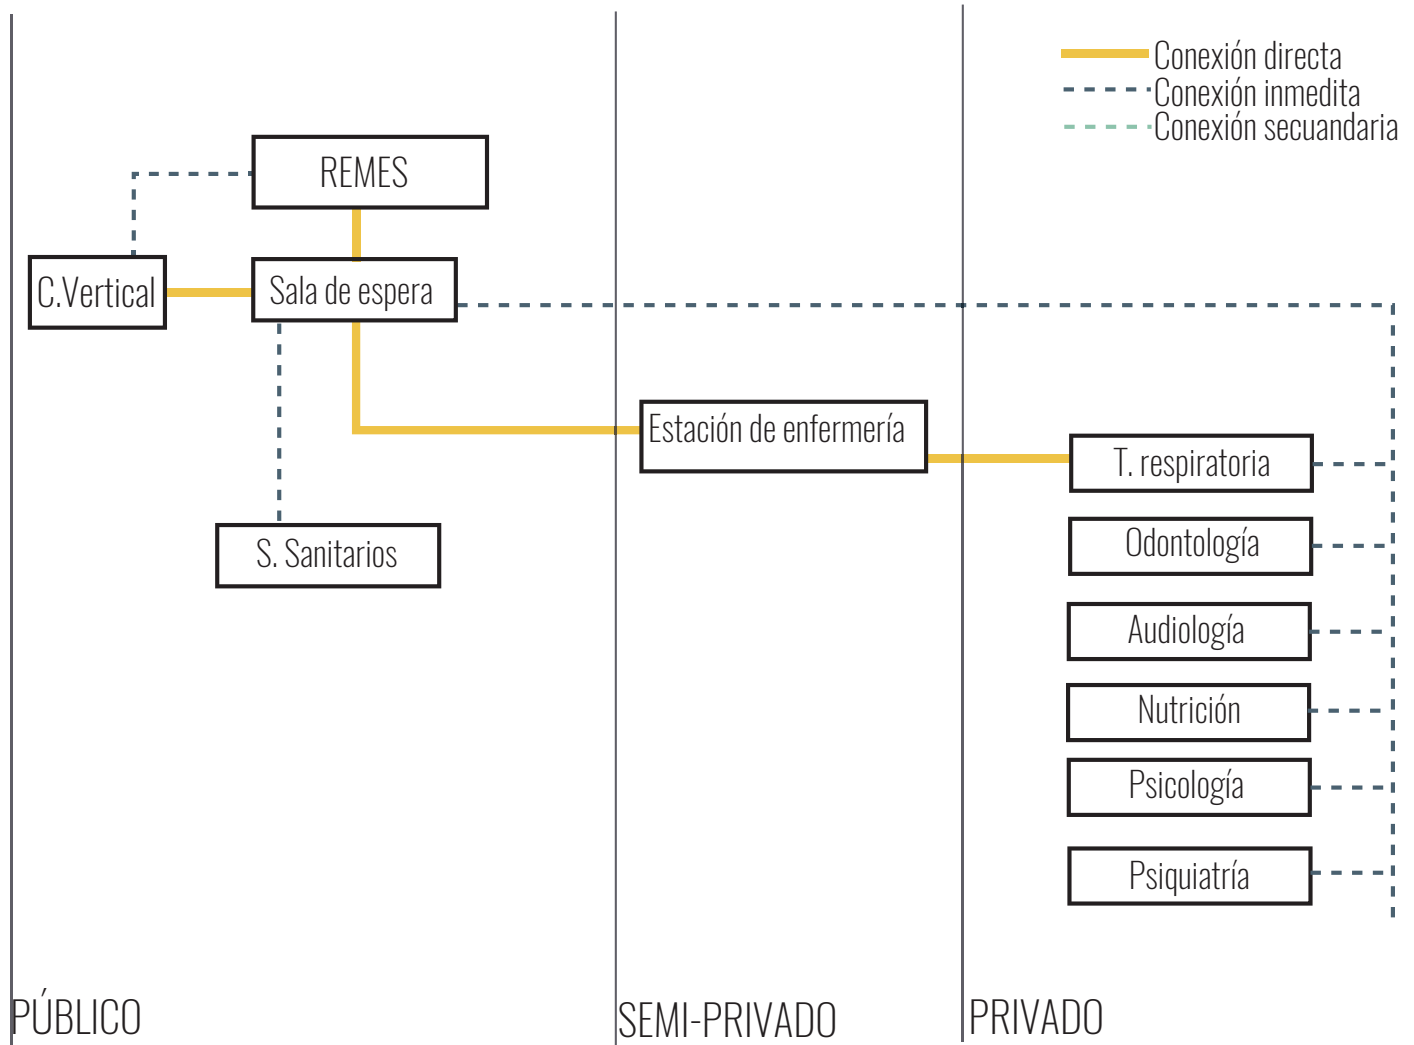 Conexión directa
Conexión inmedita
Conexión secuandaria
REMES
C.Vertical
Sala de espera
Estación de enfermería
T. respiratoria
S. Sanitarios
Odontología
Audiología
Nutrición
Psicología
Psiquiatría
PÚBLICO
SEMI-PRIVADO
PRIVADO